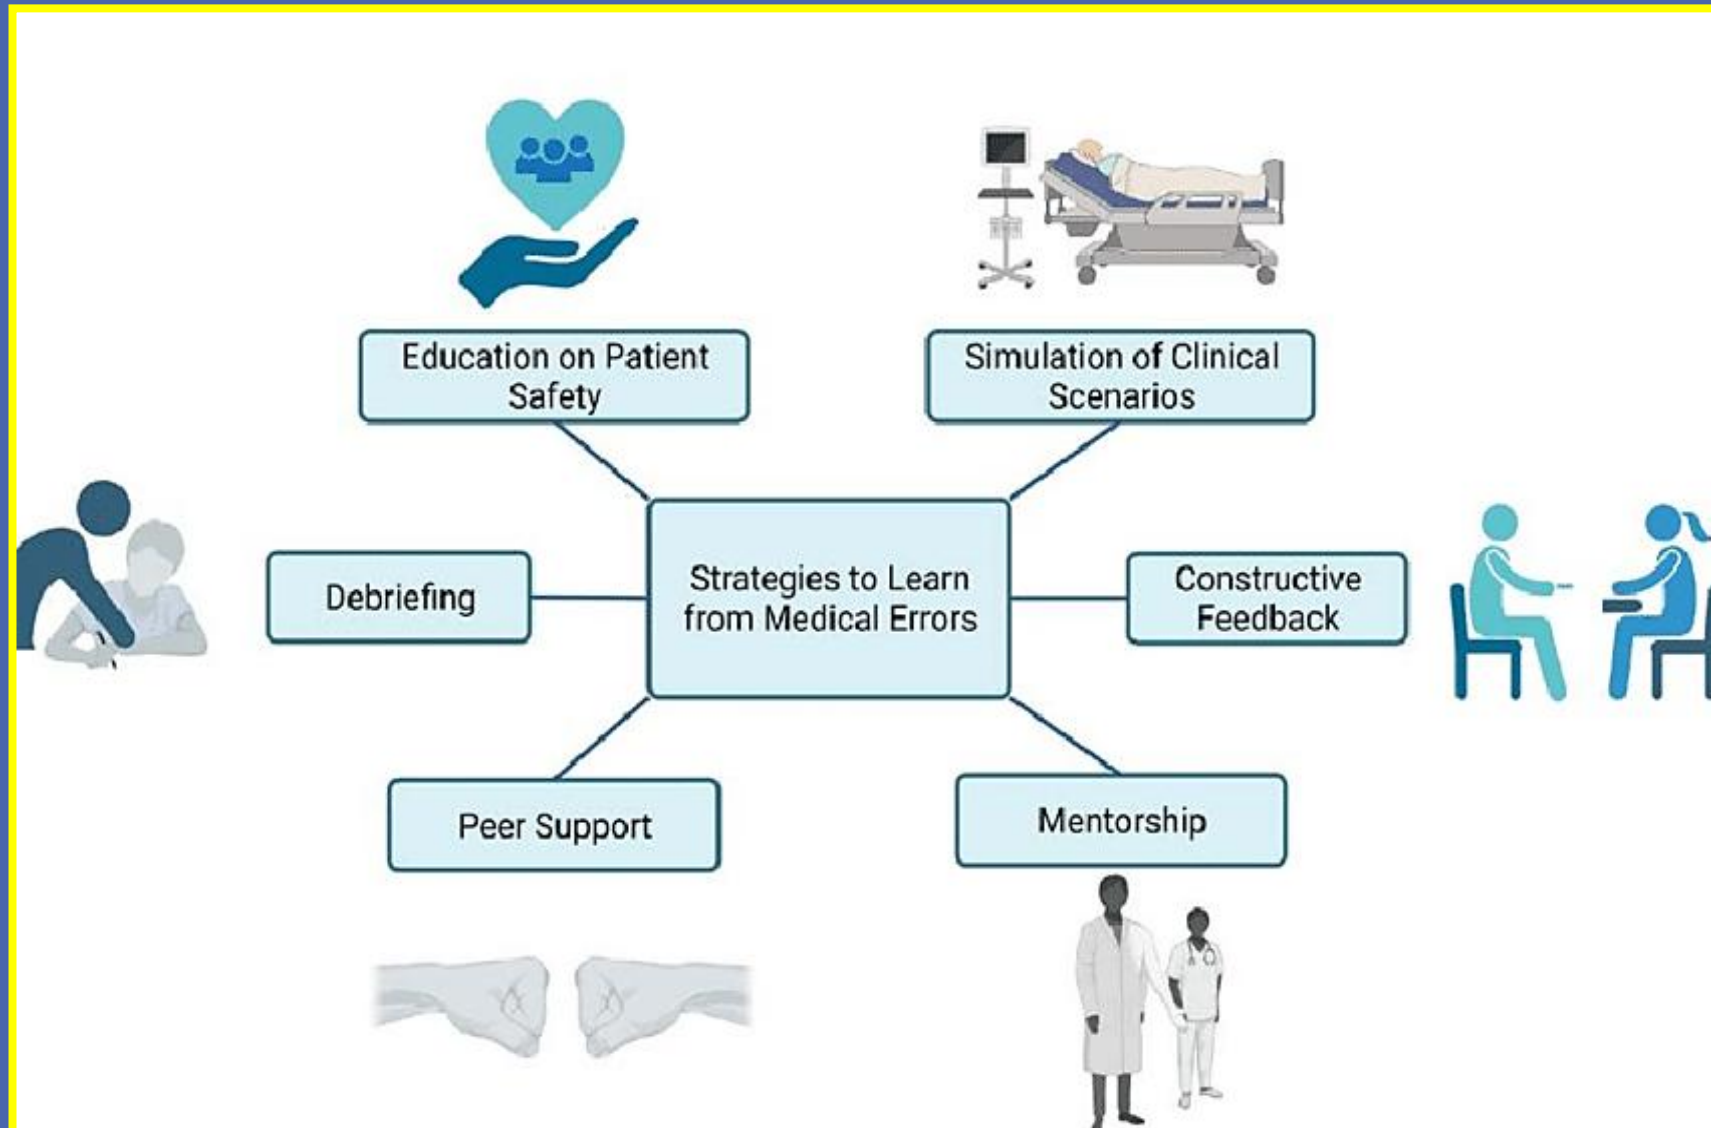 Education on Patient
Safety
Simulation of Clinical
Scenarios
Debriefing
Strategies to Learn
from Medical Errors
Constructive
Feedback
Peer Support
Mentorship